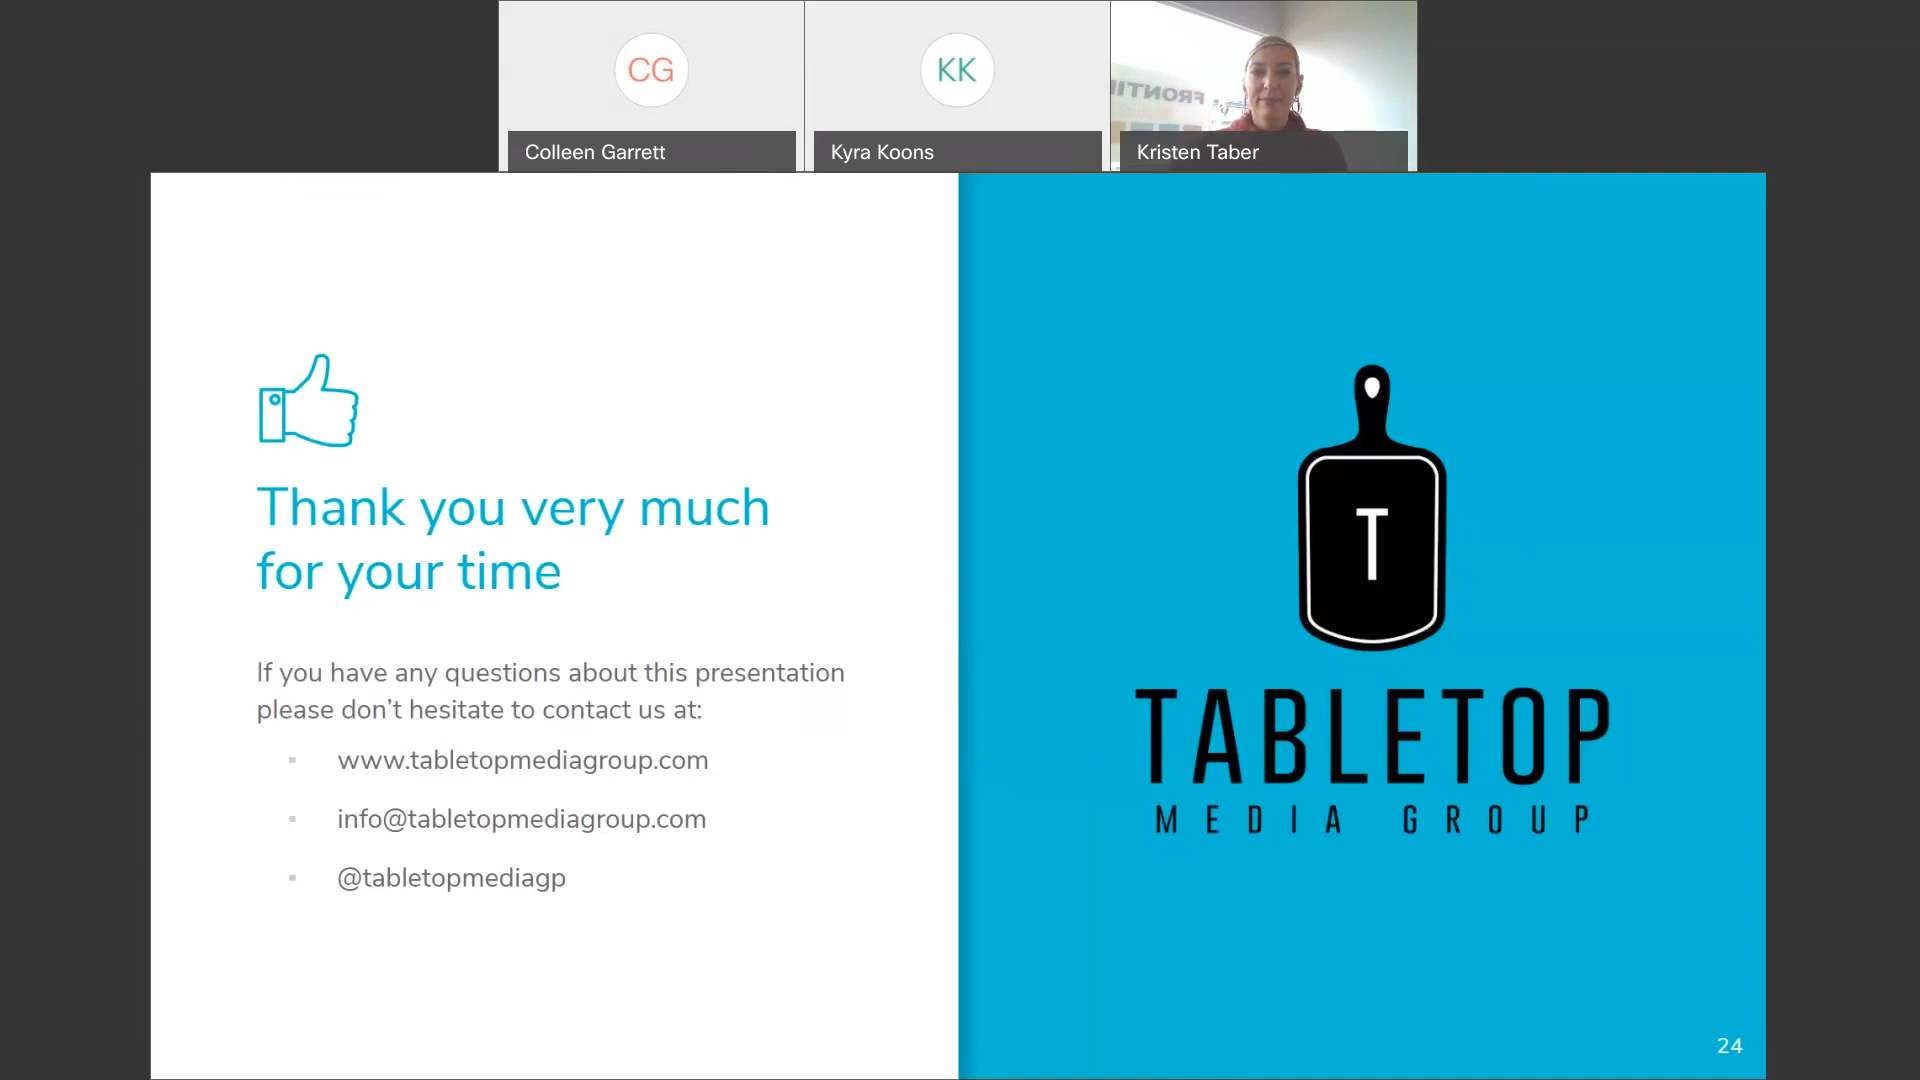 CG
KK
Colleen Garrett
Kyra Koons
Kristen Taber
Thank you very much
for your time
If you have any questions about this presentation
please don’t hesitate to contact us at:
▪ www.tabletopmediagroup.com
▪ info@tabletopmediagroup.com
▪ @tabletopmediagp
T
TABLETOP
MEDIA GROUP
24